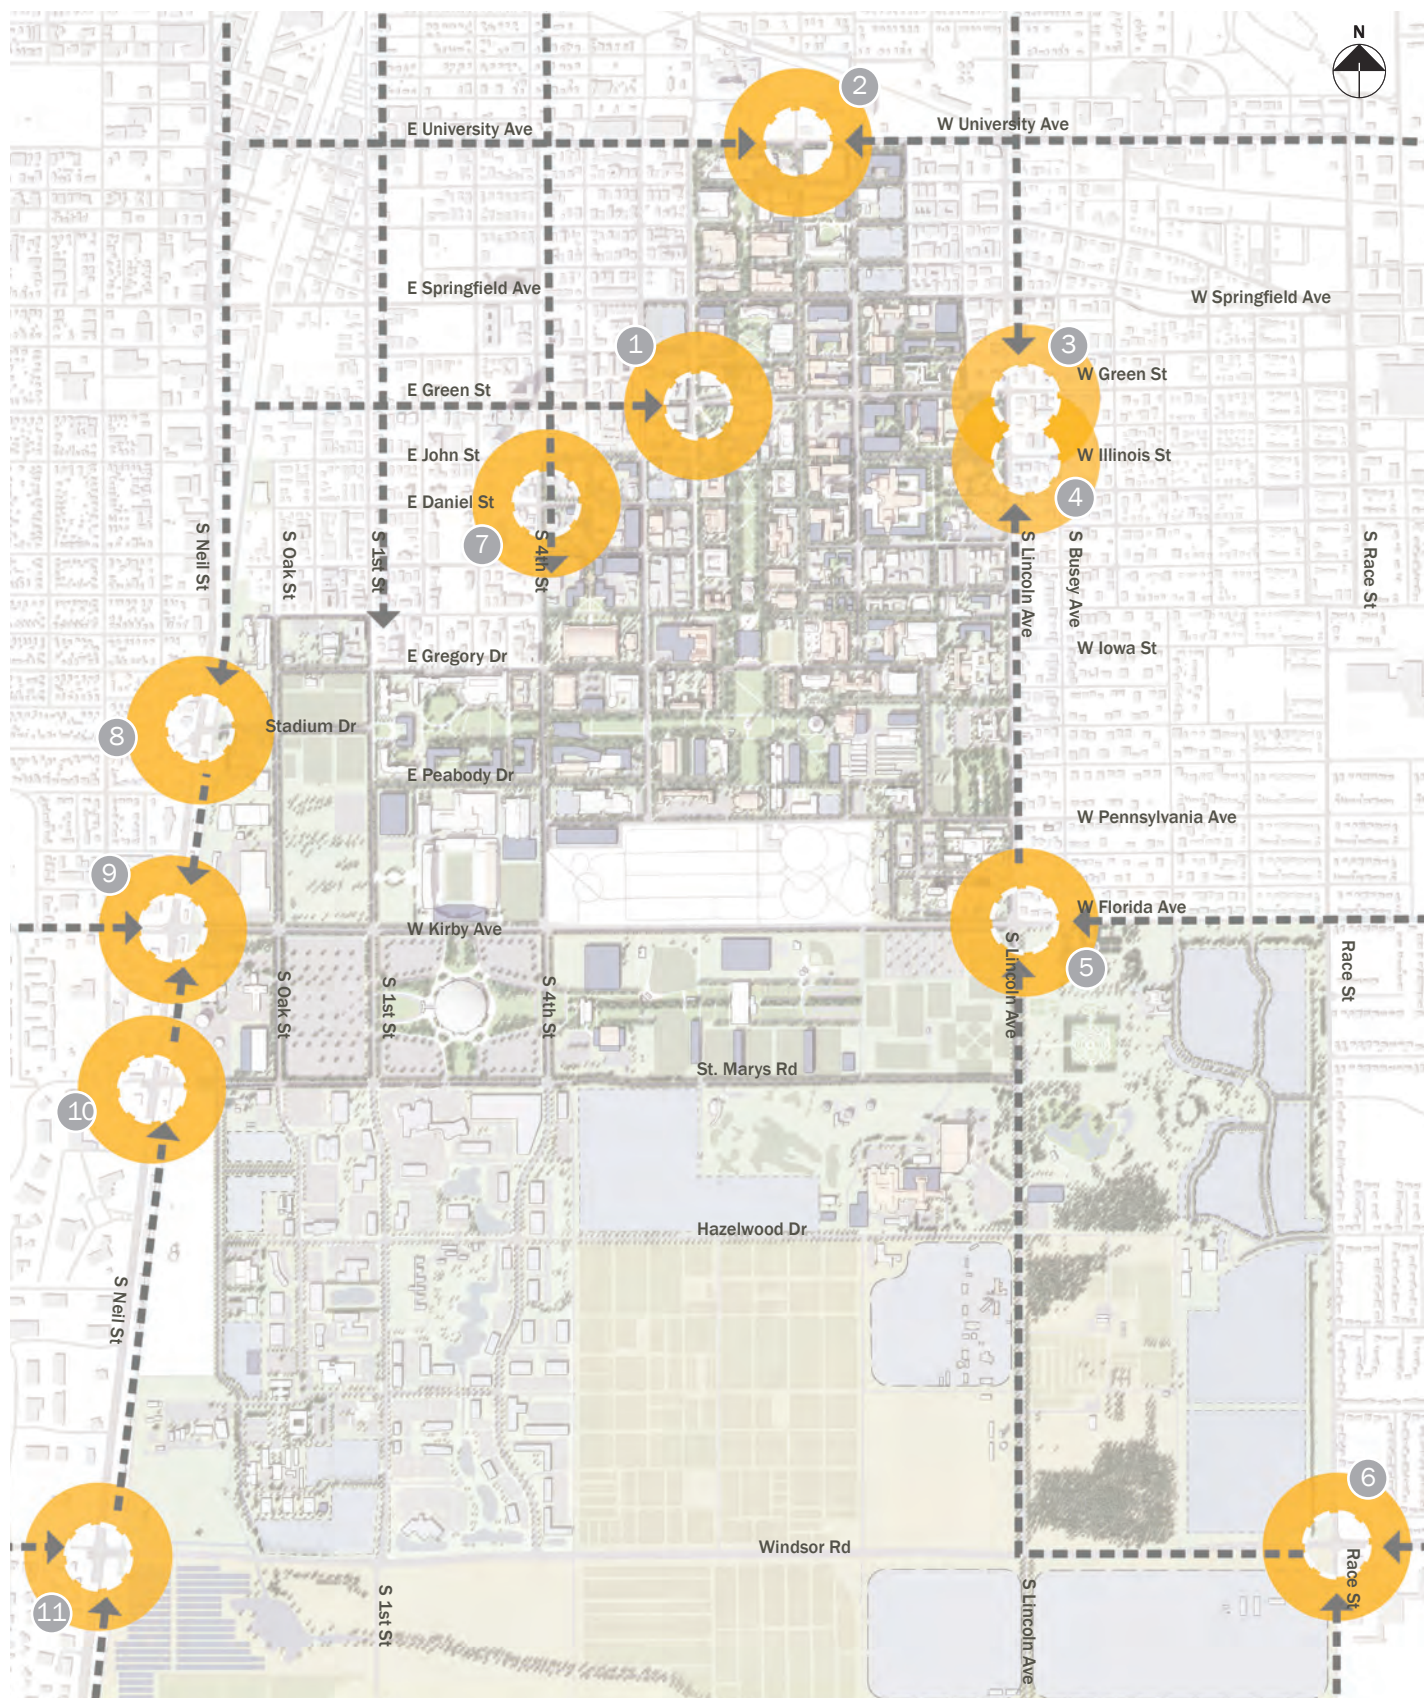 N
2
E University Ave
W University Ave
E Springfield Ave
W Springfield Ave
1
3
E Green St
W Green St
E John St
W Illinois St
E Daniel St
4
7
S Neil St
S Oak St
S 1st St
S 4th St
S Lincoln Ave
S Busey Ave
S Race St
E Gregory Dr
W Iowa St
8
Stadium Dr
E Peabody Dr
W Pennsylvania Ave
9
W Florida Ave
W Kirby Ave
5
S Oak St
S 1st St
S 4th St
S Lincoln Ave
Race St
St. Marys Rd
10
Hazelwood Dr
S Neil St
6
Windsor Rd
Race St
11
S 1st St
S Lincoln Ave